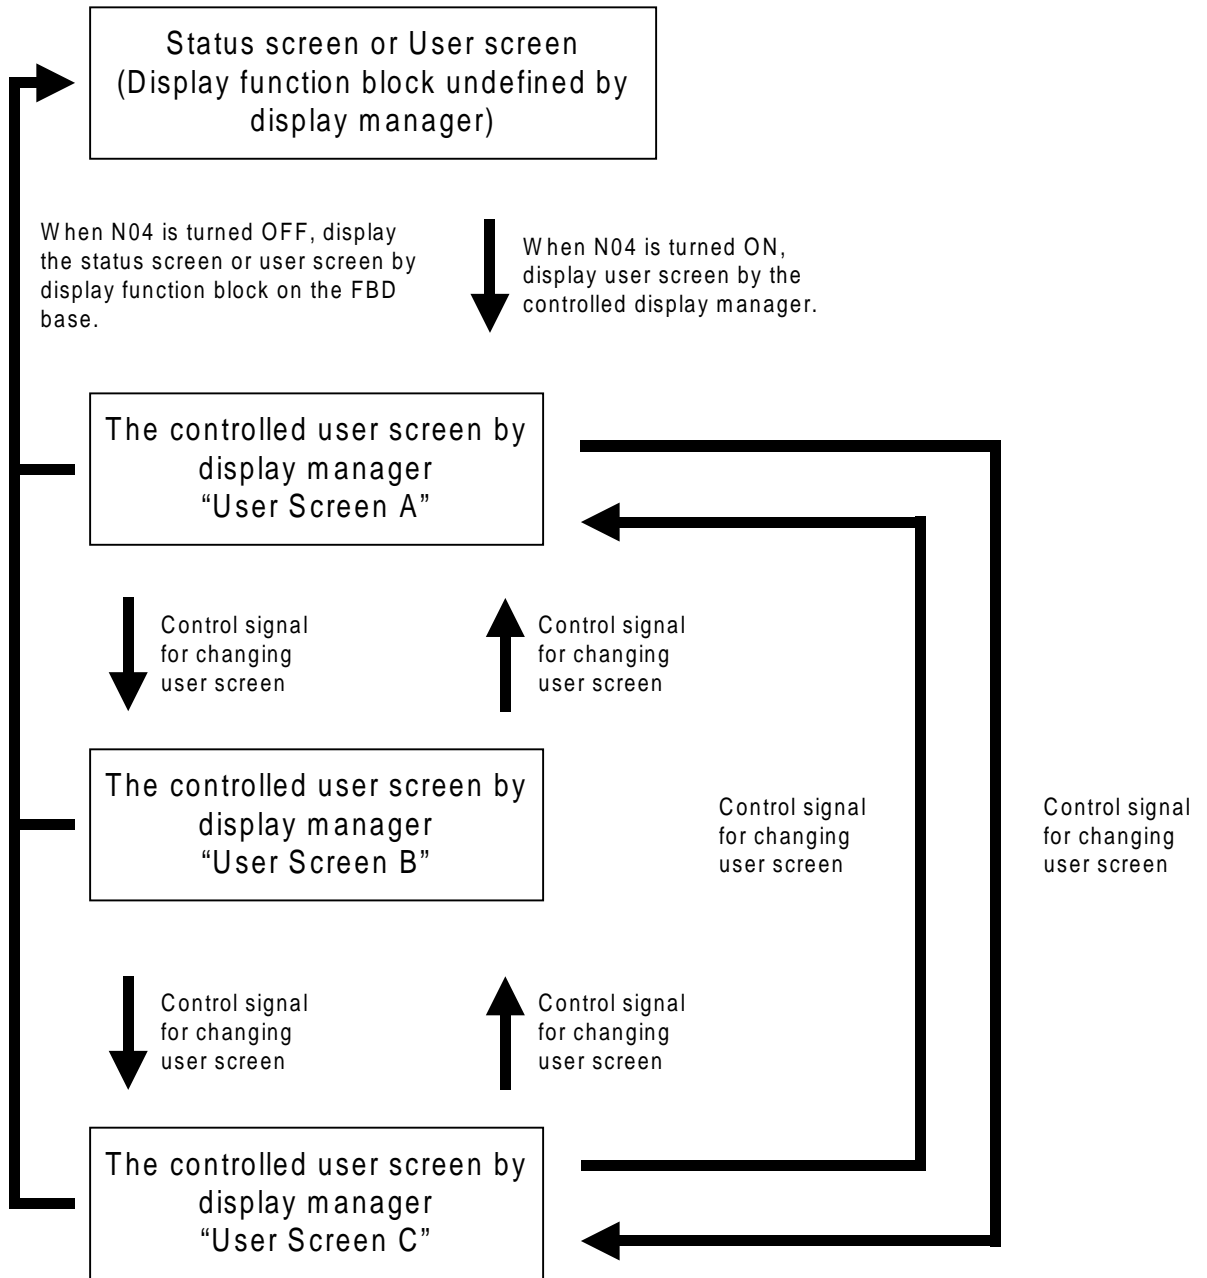 Status screen or User screen
(Display function block undefined by
display manager)
When N04 is turned OFF, display
the status screen or user screen by
display function block on the FBD
base.
When N04 is turned ON,
display user screen by the
controlled display manager.
The controlled user screen by
display manager
“User Screen A”
Control signal
for changing
user screen
Control signal
for changing
user screen
The controlled user screen by
display manager
“User Screen B”
Control signal
for changing
user screen
Control signal
for changing
user screen
Control signal
for changing
user screen
Control signal
for changing
user screen
The controlled user screen by
display manager
“User Screen C”